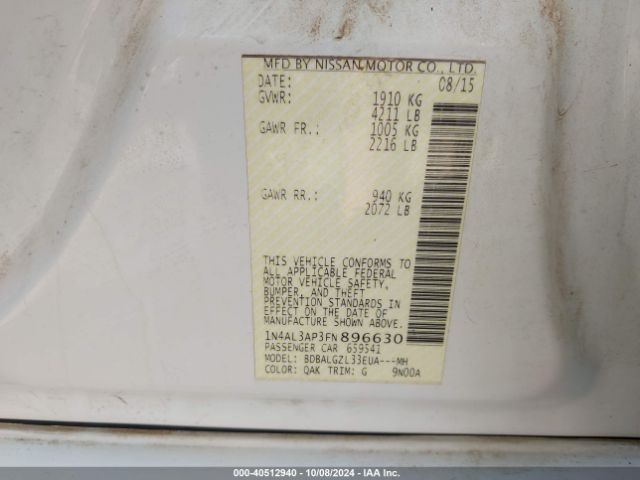 MFD BY NISSAN MOTOR CO., LTD.
DATE: 08/15
GVWR: 1910 KG
4211 LB
GAWR FR.: 1005 KG
2216 LB
GAWR RR.: 940 KG
2072 LB
THIS VEHICLE CONFORMS TO
ALL APPLICABLE FEDERAL
MOTOR VEHICLE SAFETY,
BUMPER, AND THEFT
PREVENTION STANDARDS IN
EFFECT ON THE DATE OF
MANUFACTURE SHOWN ABOVE.
1N4AL3AP3FN896630
PASSENGER CAR 659541
MODEL: BDBALGZL33EUA---MH
COLOR: QAK TRIM: G 9N00A
000-40512940 - 10/08/2024 - IAA Inc.